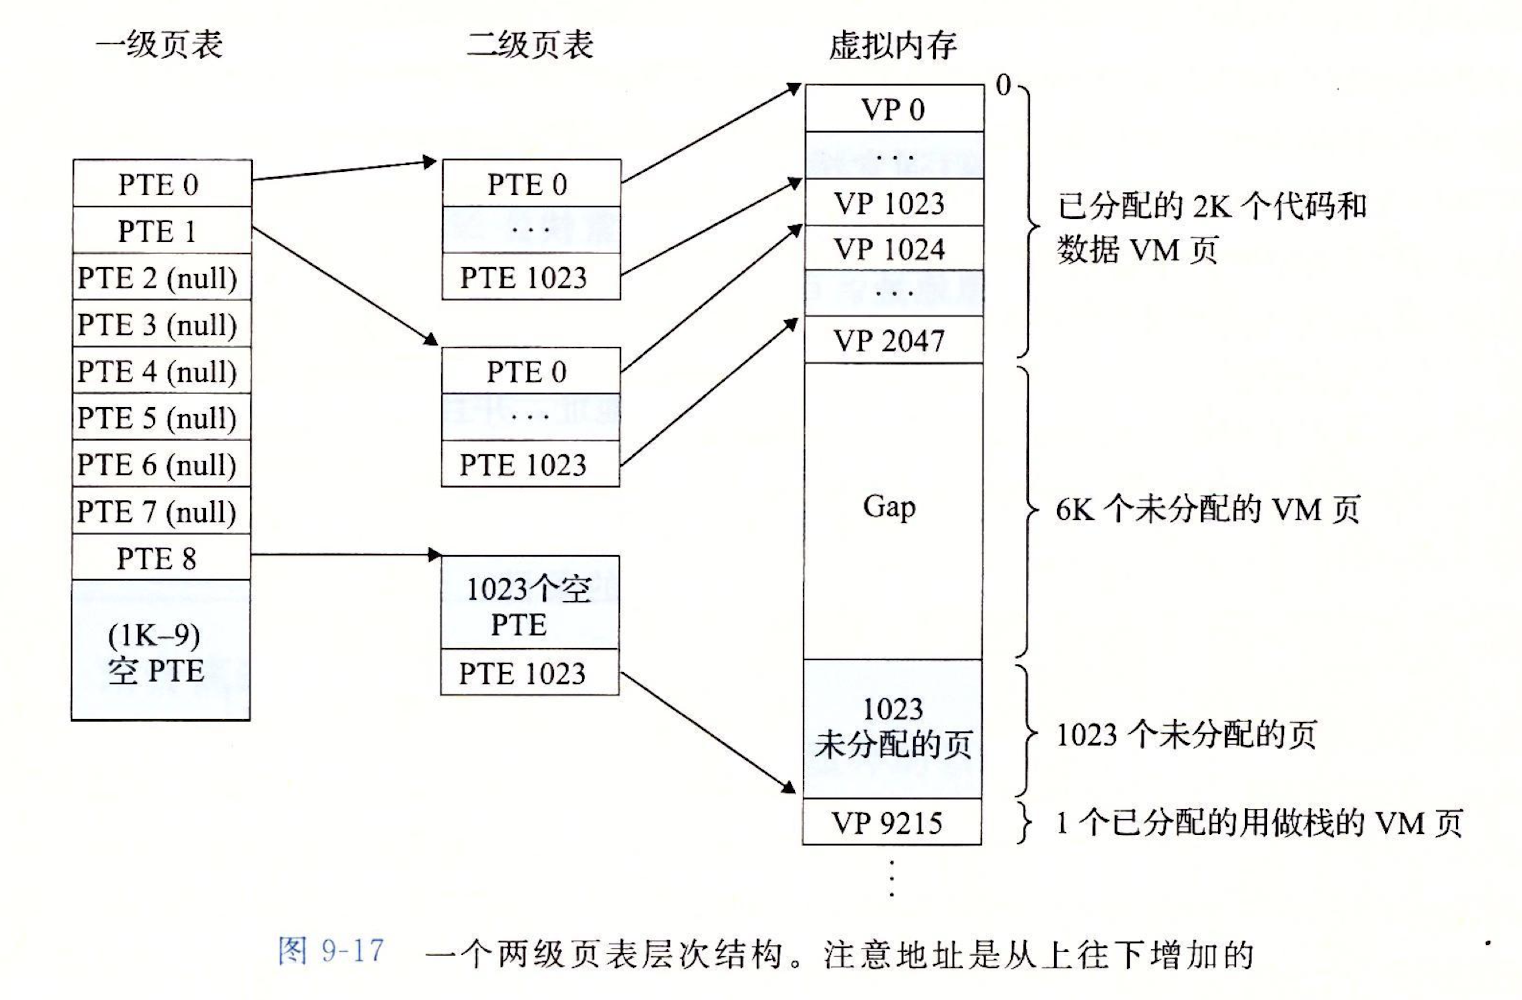 一级页表
二级页表
虚拟内存
PTE 0
PTE 1
PTE 2 (null)
PTE 3 (null)
PTE 4 (null)
PTE 5 (null)
PTE 6 (null)
PTE 7 (null)
PTE 8
(1K–9)
空 PTE
PTE 0
...
PTE 1023
PTE 0
...
PTE 1023
1023个空
PTE
PTE 1023
0
VP 0
...
VP 1023
VP 1024
...
VP 2047
Gap
1023
未分配的页
VP 9215
已分配的 2K 个代码和
数据 VM 页
6K 个未分配的 VM 页
1023 个未分配的页
1 个已分配的用做栈的 VM 页
图 9-17 一个两级页表层次结构。注意地址是从上往下增加的